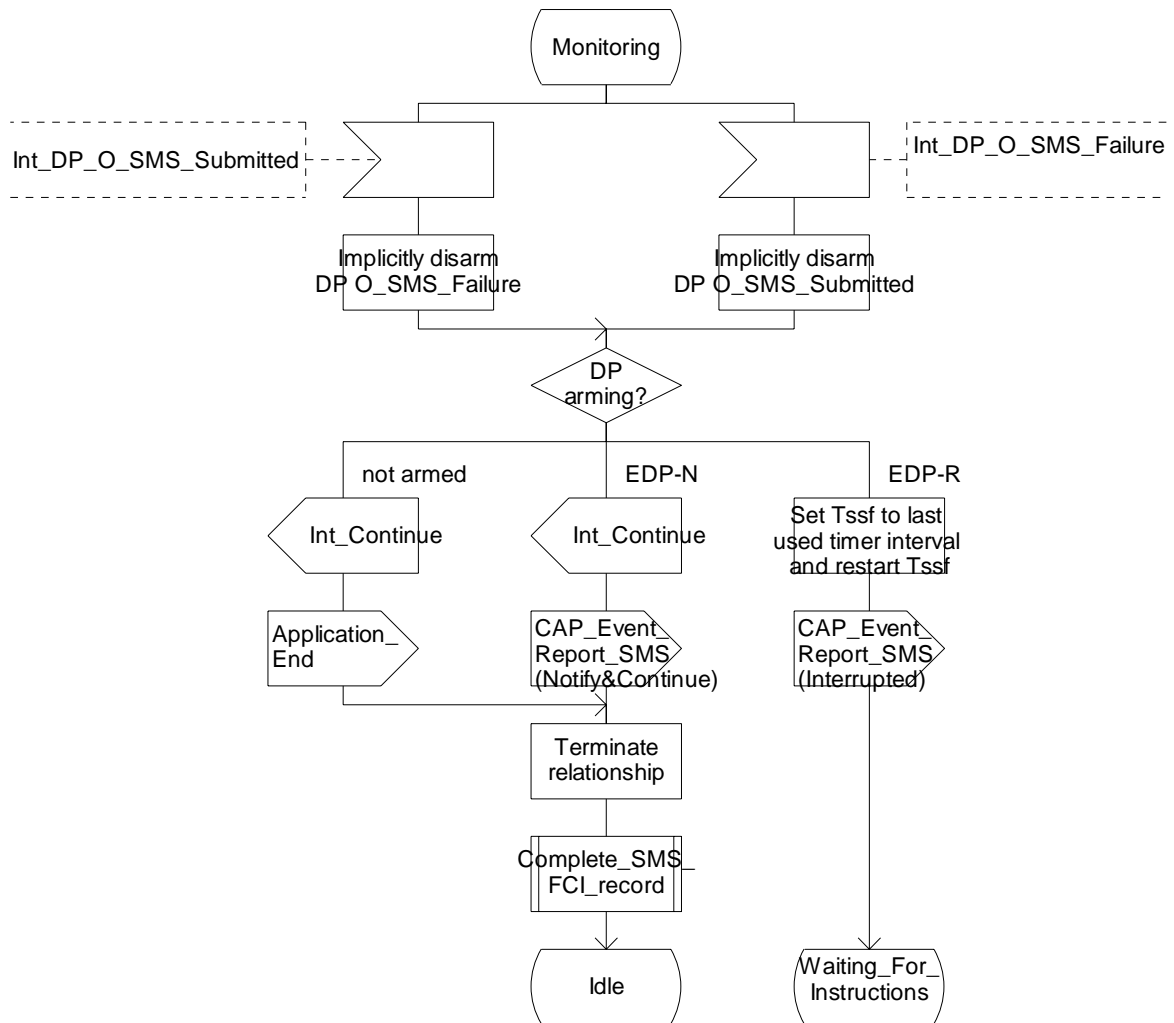 Monitoring
Int_DP_O_SMS_Submitted
Int_DP_O_SMS_Failure
Implicitly disarm
DP O_SMS_Failure
Implicitly disarm
DP O_SMS_Submitted
DP
arming?
not armed
EDP-N
EDP-R
Int_Continue
Int_Continue
Set Tssf to last
used timer interval
and restart Tssf
Application_
End
CAP_Event_
Report_SMS
(Notify&Continue)
CAP_Event_
Report_SMS
(Interrupted)
Terminate
relationship
Complete_SMS_
FCI_record
Idle
Waiting_For_
Instructions